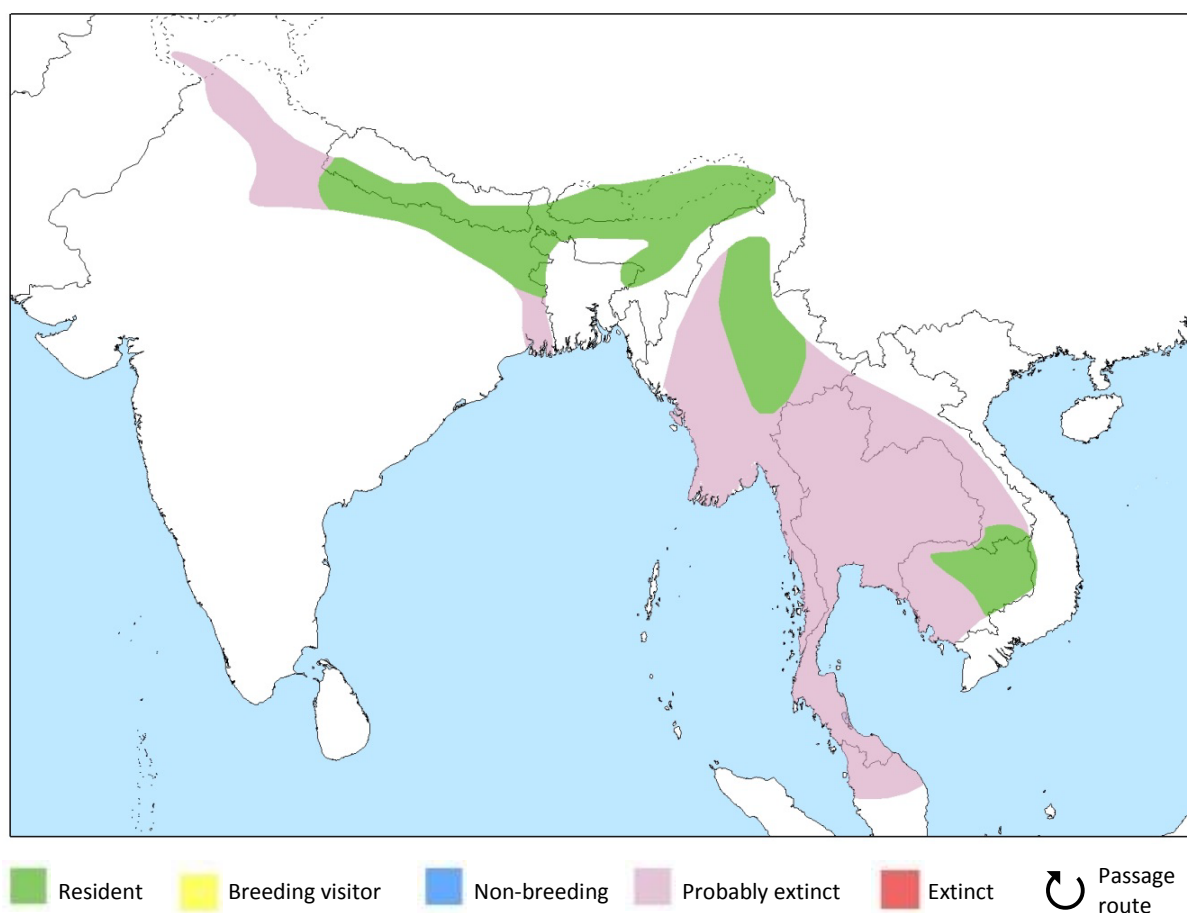 Resident
Breeding visitor
Non-breeding
Probably extinct
Extinct
Passage
route